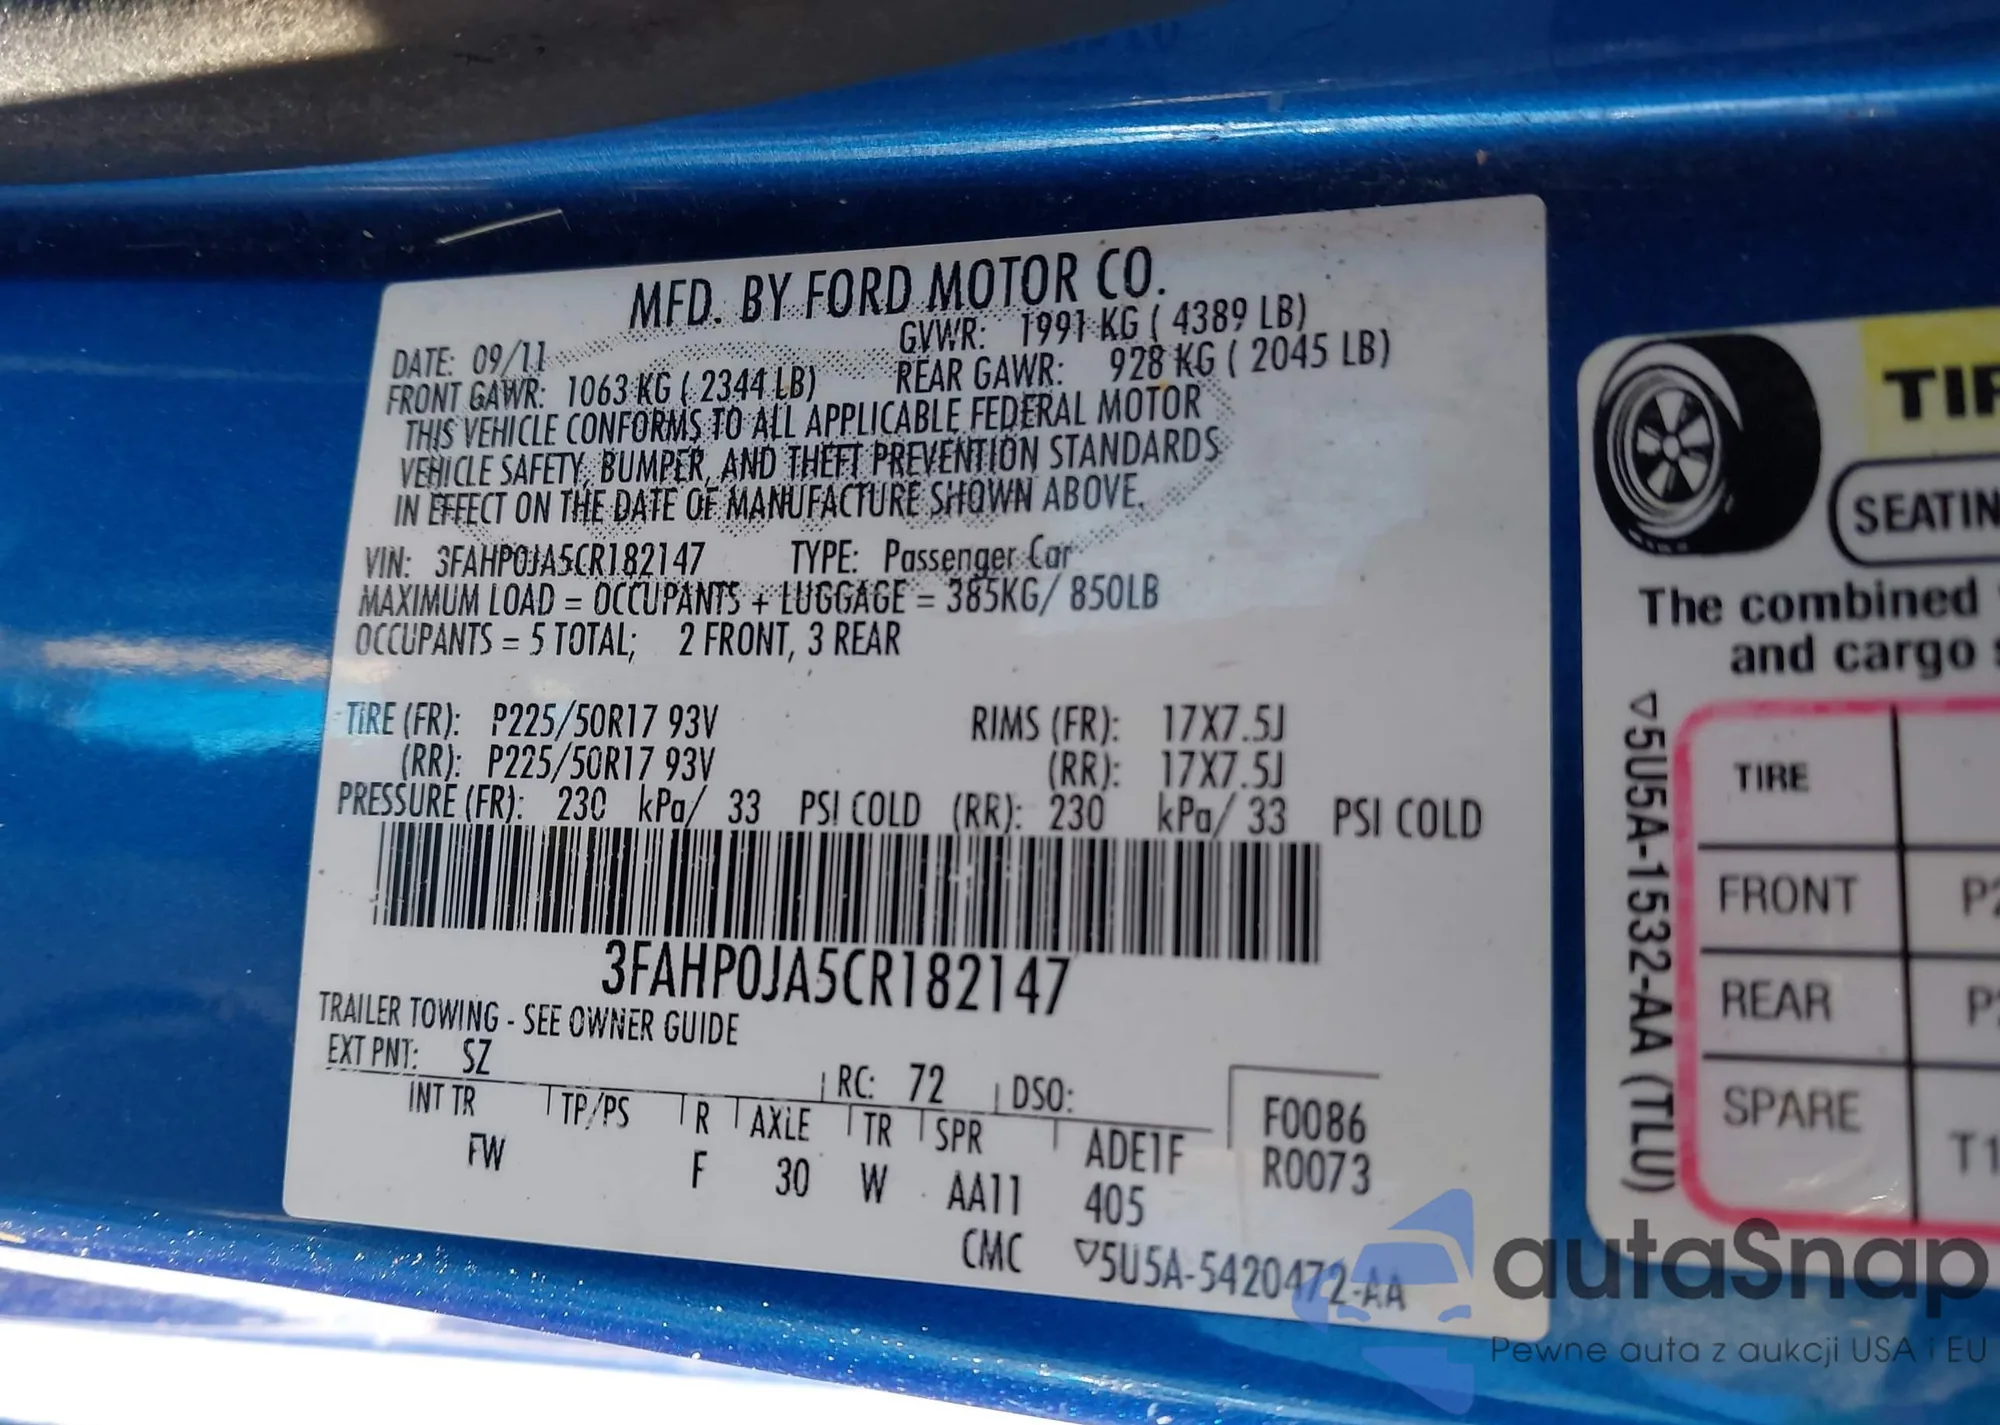 MFD. BY FORD MOTOR CO.
DATE: 09/11 GVWR: 1991 KG ( 4389 LB)
FRONT GAWR: 1063 KG ( 2344 LB) REAR GAWR: 928 KG ( 2045 LB)
THIS VEHICLE CONFORMS TO ALL APPLICABLE FEDERAL MOTOR
VEHICLE SAFETY, BUMPER, AND THEFT PREVENTION STANDARDS
IN EFFECT ON THE DATE OF MANUFACTURE SHOWN ABOVE.
VIN: 3FAHP0JA5CR182147 TYPE: Passenger Car
MAXIMUM LOAD = OCCUPANTS + LUGGAGE = 385KG/ 850LB
OCCUPANTS = 5 TOTAL; 2 FRONT, 3 REAR
TIRE (FR): P225/50R17 93V RIMS (FR): 17X7.5J
(RR): P225/50R17 93V (RR): 17X7.5J
PRESSURE (FR): 230 kPa/ 33 PSI COLD (RR): 230 kPa/ 33 PSI COLD
3FAHP0JA5CR182147
TRAILER TOWING - SEE OWNER GUIDE
EXT PNT: SZ RC: 72 DSO:
INT TR TP/PS R AXLE TR SPR ADE1F F0086
FW F 30 W AA11 405 R0073
CMC ▽5U5A-5420472-AA
SEATIN
The combined
and cargo
▽5U5A-1532-AA (TLU)
TIRE
FRONT
REAR
SPARE
autaSnap
Pewne auta z aukcji USA i EU